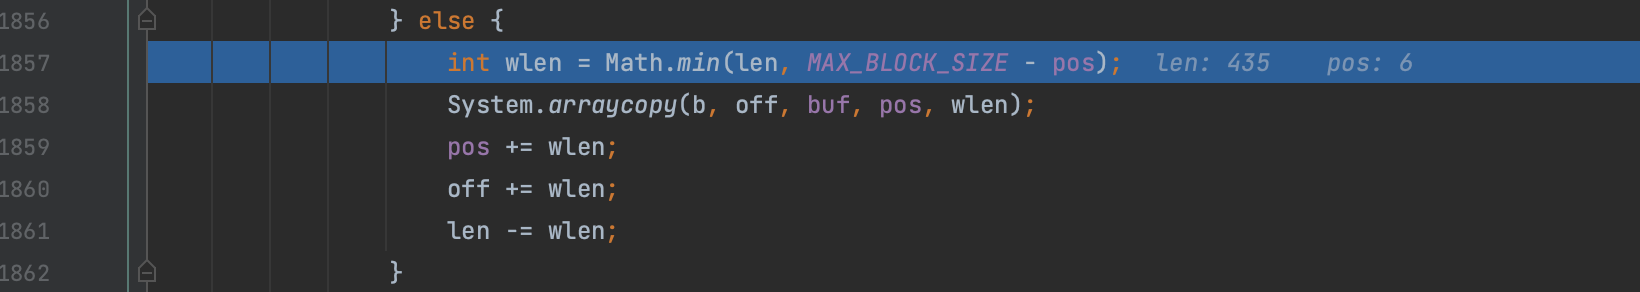 1856 } else {
1857 int wlen = Math.min(len, MAX_BLOCK_SIZE - pos); len: 435 pos: 6
1858 System.arraycopy(b, off, buf, pos, wlen);
1859 pos += wlen;
1860 off += wlen;
1861 len -= wlen;
1862 }